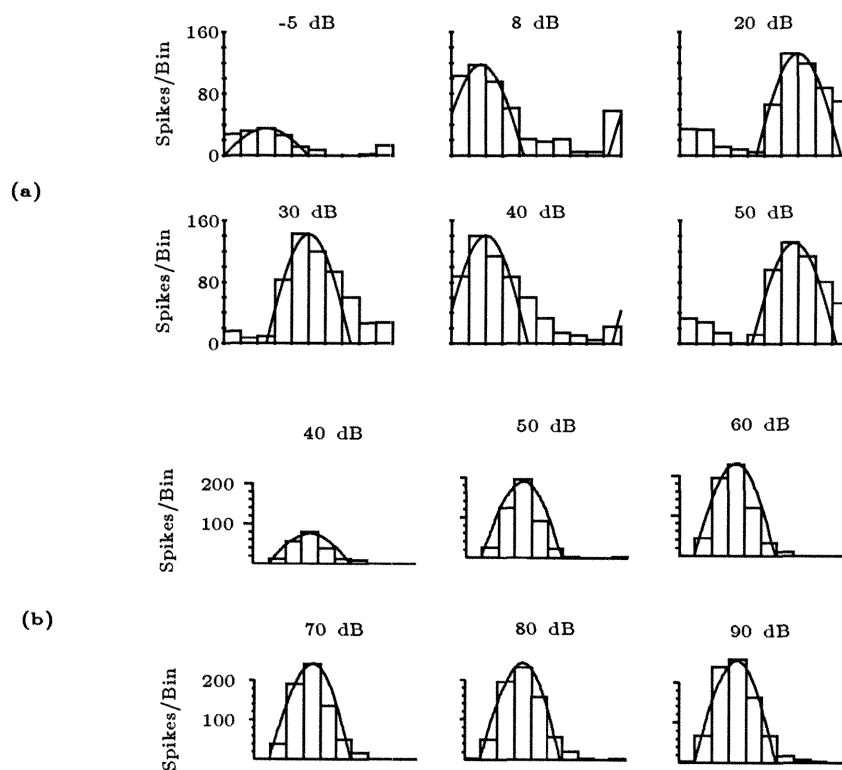 -5 dB 8 dB 20 dB
160
80
0
Spikes/Bin
(a)
30 dB 40 dB 50 dB
160
80
0
Spikes/Bin
40 dB 50 dB 60 dB
200
100
Spikes/Bin
(b)
70 dB 80 dB 90 dB
200
100
Spikes/Bin